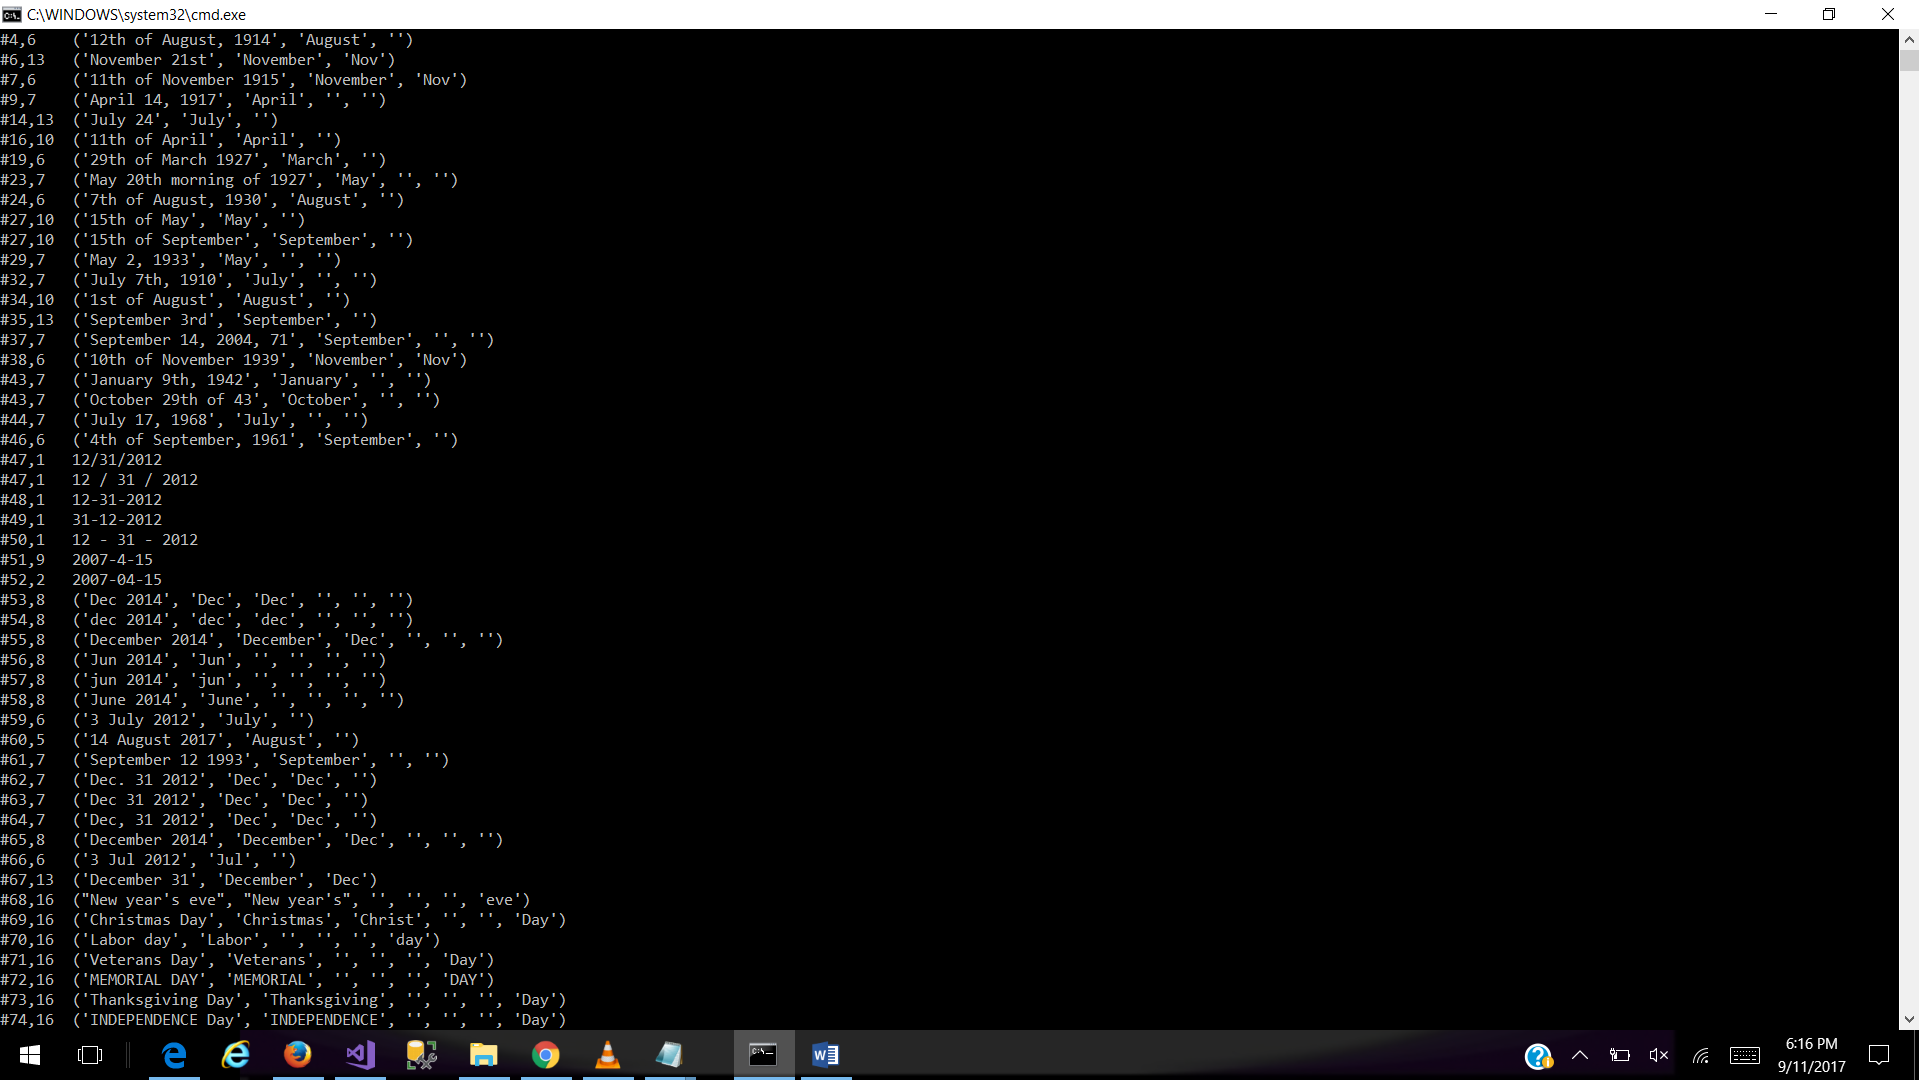 C:\WINDOWS\system32\cmd.exe
#4,6 ('12th of August, 1914', 'August', '')
#6,13 ('November 21st', 'November', 'Nov')
#7,6 ('11th of November 1915', 'November', 'Nov')
#9,7 ('April 14, 1917', 'April', '', '')
#14,13 ('July 24', 'July', '')
#16,10 ('11th of April', 'April', '')
#19,6 ('29th of March 1927', 'March', '')
#23,7 ('May 20th morning of 1927', 'May', '', '')
#24,6 ('7th of August, 1930', 'August', '')
#27,10 ('15th of May', 'May', '')
#27,10 ('15th of September', 'September', '')
#29,7 ('May 2, 1933', 'May', '', '')
#32,7 ('July 7th, 1910', 'July', '', '')
#34,10 ('1st of August', 'August', '')
#35,13 ('September 3rd', 'September', '')
#37,7 ('September 14, 2004, 71', 'September', '', '')
#38,6 ('10th of November 1939', 'November', 'Nov')
#43,7 ('January 9th, 1942', 'January', '', '')
#43,7 ('October 29th of 43', 'October', '', '')
#44,7 ('July 17, 1968', 'July', '', '')
#46,6 ('4th of September, 1961', 'September', '')
#47,1 12/31/2012
#47,1 12 / 31 / 2012
#48,1 12-31-2012
#49,1 31-12-2012
#50,1 12 - 31 - 2012
#51,9 2007-4-15
#52,2 2007-04-15
#53,8 ('Dec 2014', 'Dec', 'Dec', '', '', '')
#54,8 ('dec 2014', 'dec', 'dec', '', '', '')
#55,8 ('December 2014', 'December', 'Dec', '', '', '')
#56,8 ('Jun 2014', 'Jun', '', '', '', '')
#57,8 ('jun 2014', 'jun', '', '', '', '')
#58,8 ('June 2014', 'June', '', '', '', '')
#59,6 ('3 July 2012', 'July', '')
#60,5 ('14 August 2017', 'August', '')
#61,7 ('September 12 1993', 'September', '', '')
#62,7 ('Dec. 31 2012', 'Dec', 'Dec', '')
#63,7 ('Dec 31 2012', 'Dec', 'Dec', '')
#64,7 ('Dec, 31 2012', 'Dec', 'Dec', '')
#65,8 ('December 2014', 'December', 'Dec', '', '', '')
#66,6 ('3 Jul 2012', 'Jul', '')
#67,13 ('December 31', 'December', 'Dec')
#68,16 ("New year's eve", "New year's", '', '', '', 'eve')
#69,16 ('Christmas Day', 'Christmas', 'Christ', '', '', 'Day')
#70,16 ('Labor day', 'Labor', '', '', '', 'day')
#71,16 ('Veterans Day', 'Veterans', '', '', '', 'Day')
#72,16 ('MEMORIAL DAY', 'MEMORIAL', '', '', '', 'DAY')
#73,16 ('Thanksgiving Day', 'Thanksgiving', '', '', '', 'Day')
#74,16 ('INDEPENDENCE Day', 'INDEPENDENCE', '', '', '', 'Day')
6:16 PM
9/11/2017